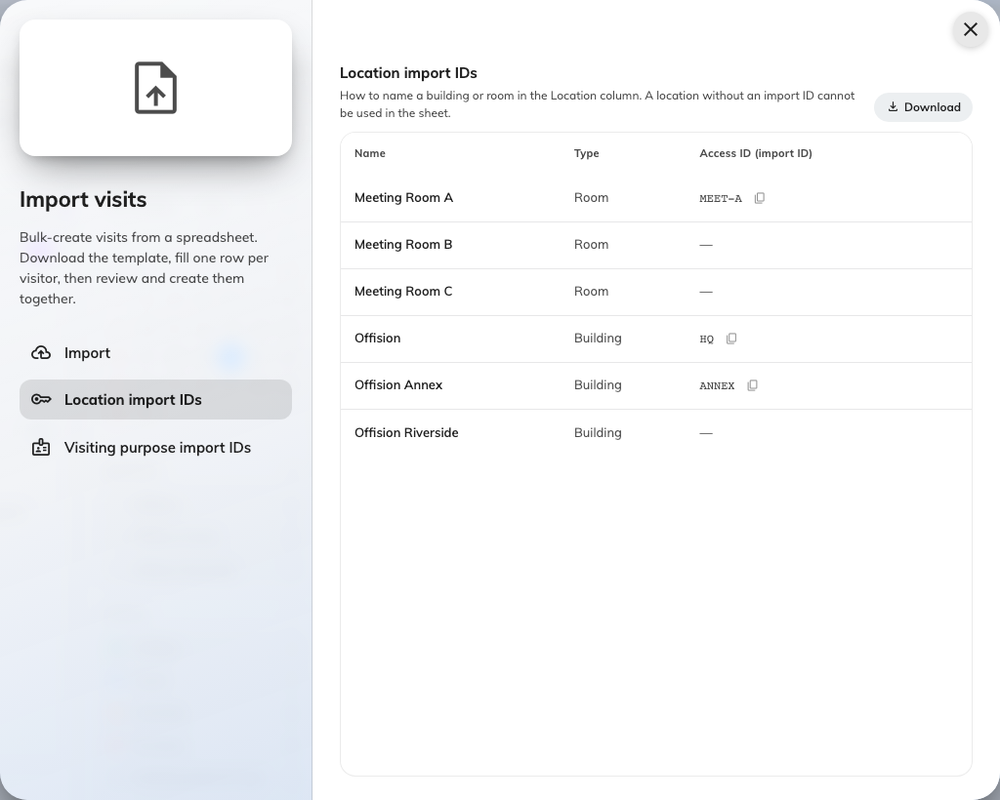 Import visits
Bulk-create visits from a spreadsheet.
Download the template, fill one row per
visitor, then review and create them
together.
Import
Location import IDs
Visiting purpose import IDs
Location import IDs
How to name a building or room in the Location column. A location without an import ID cannot
be used in the sheet.
Download
Name Type Access ID (import ID)
Meeting Room A Room MEET-A
Meeting Room B Room —
Meeting Room C Room —
Offision Building HQ
Offision Annex Building ANNEX
Offision Riverside Building —